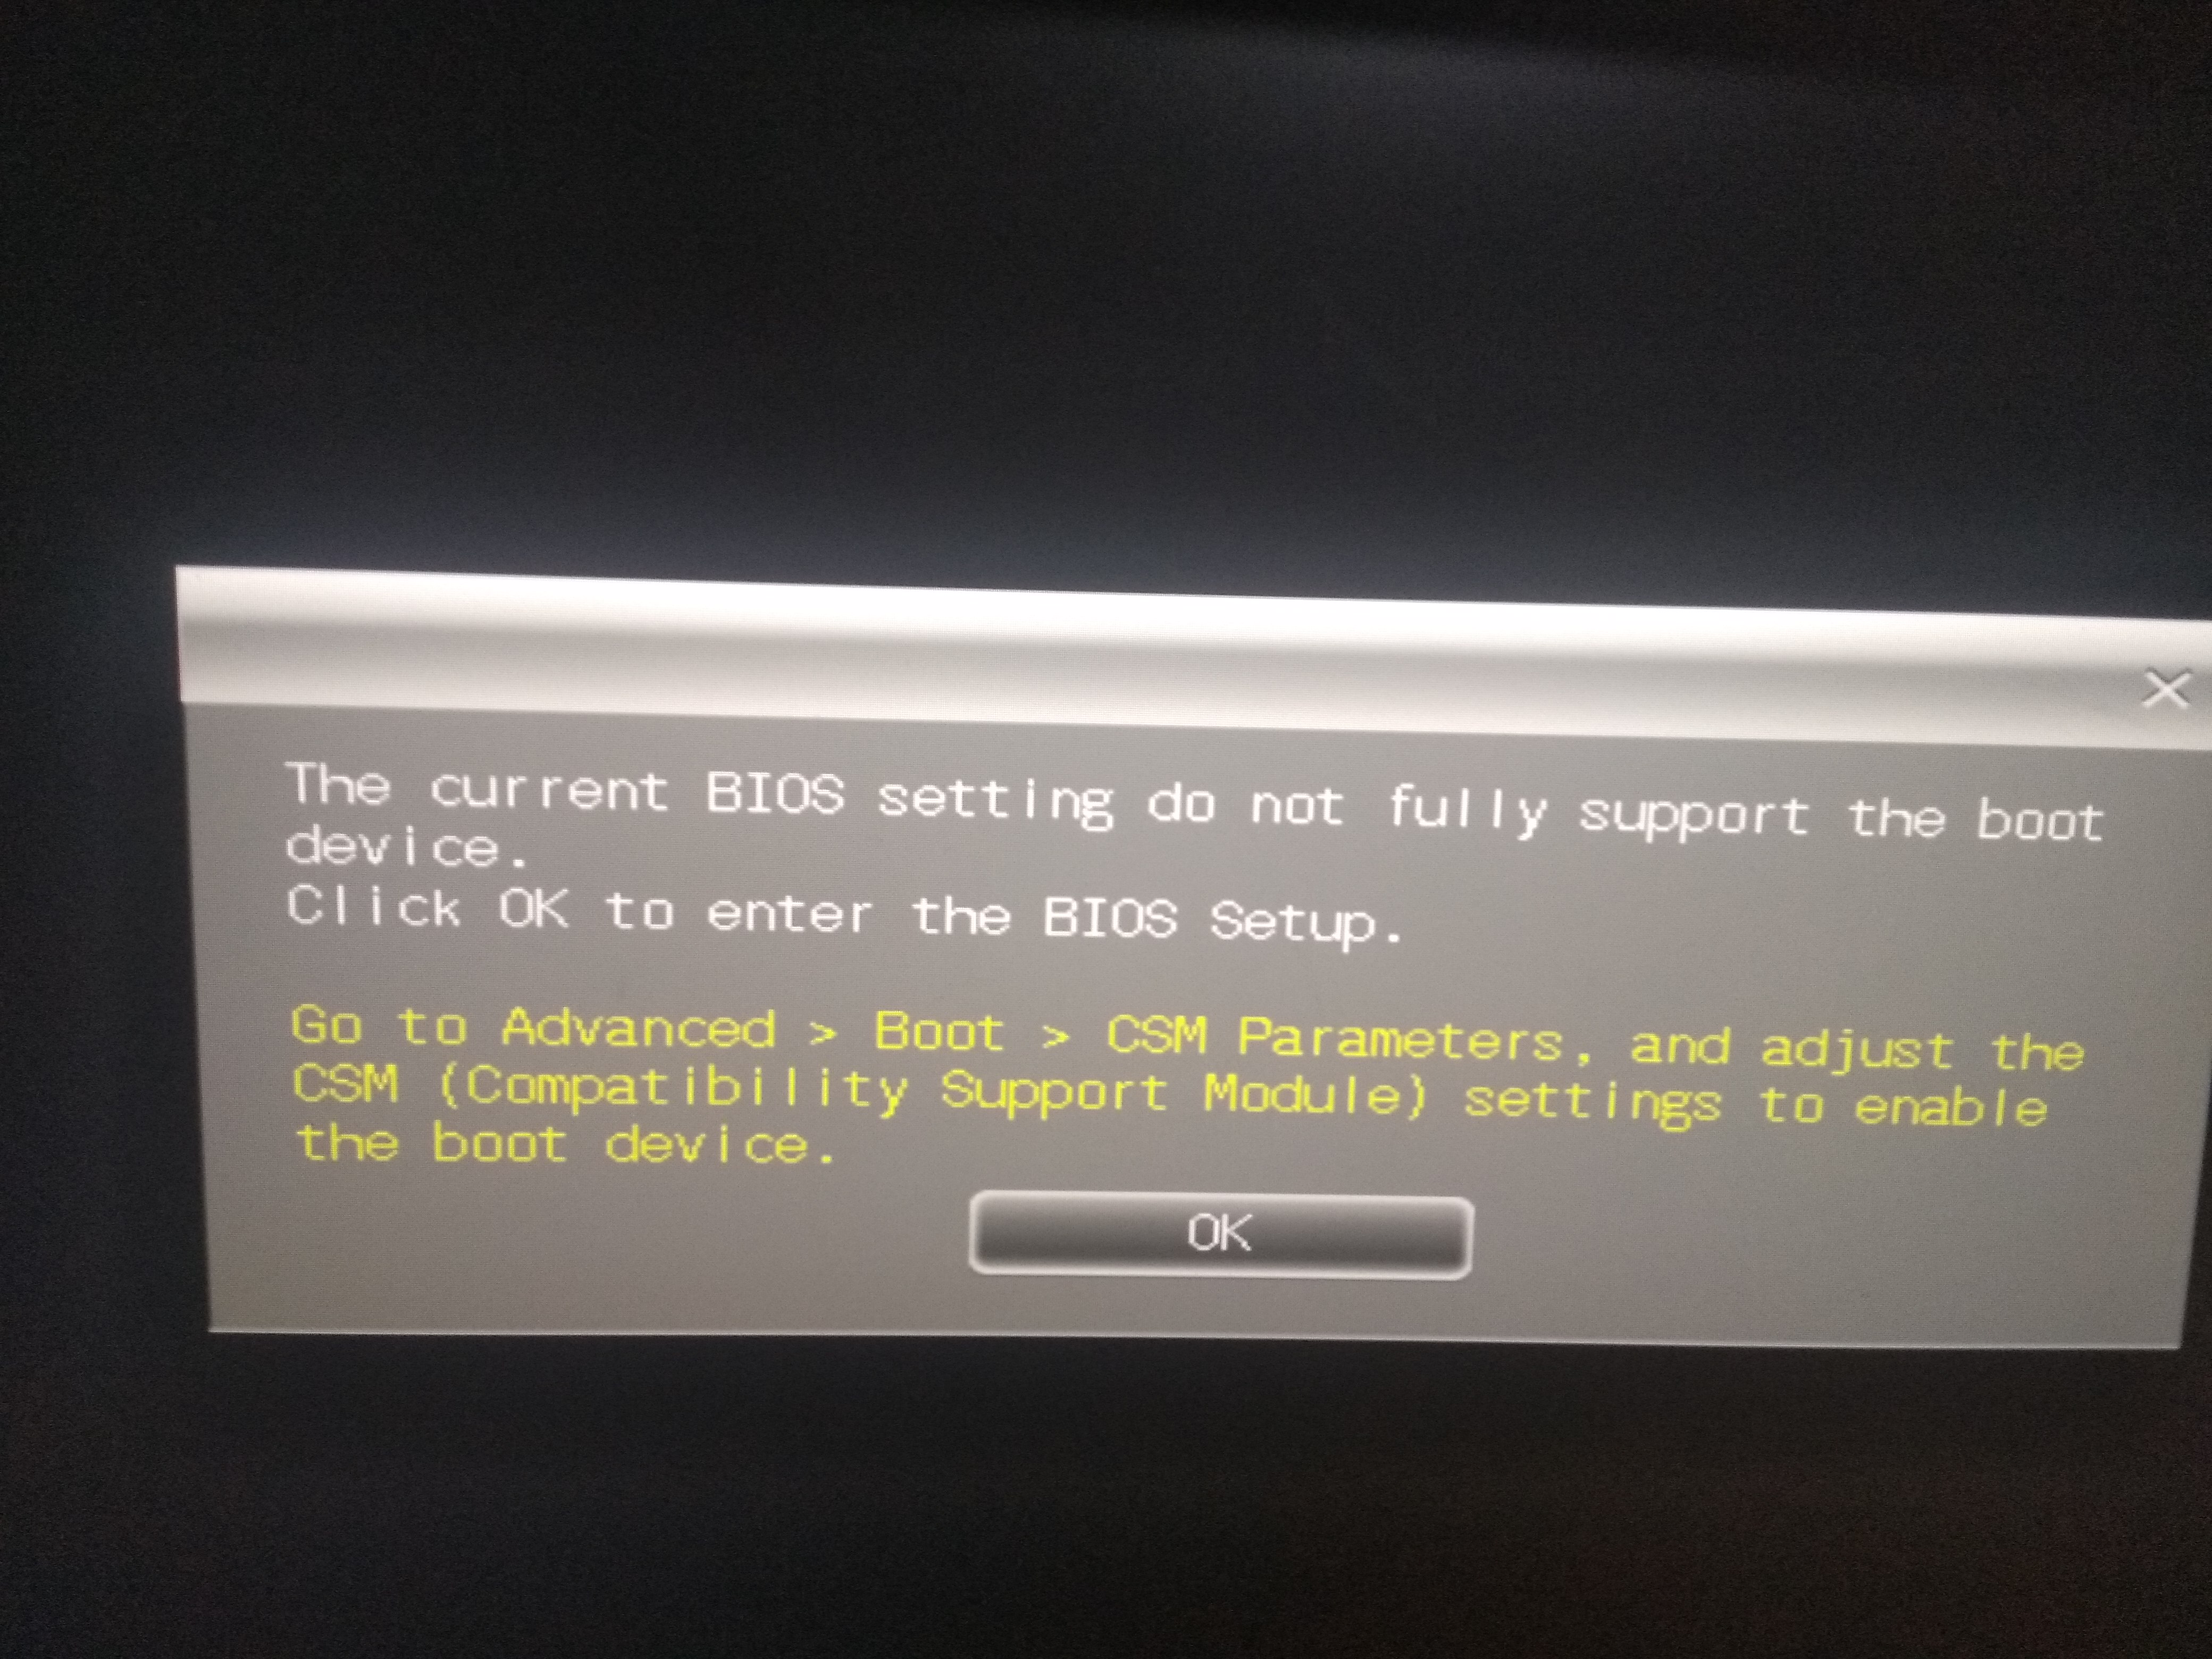 The current BIOS setting do not fully support the boot
device.
Click OK to enter the BIOS Setup.
Go to Advanced > Boot > CSM Parameters, and adjust the
CSM (Compatibility Support Module) settings to enable
the boot device.
OK